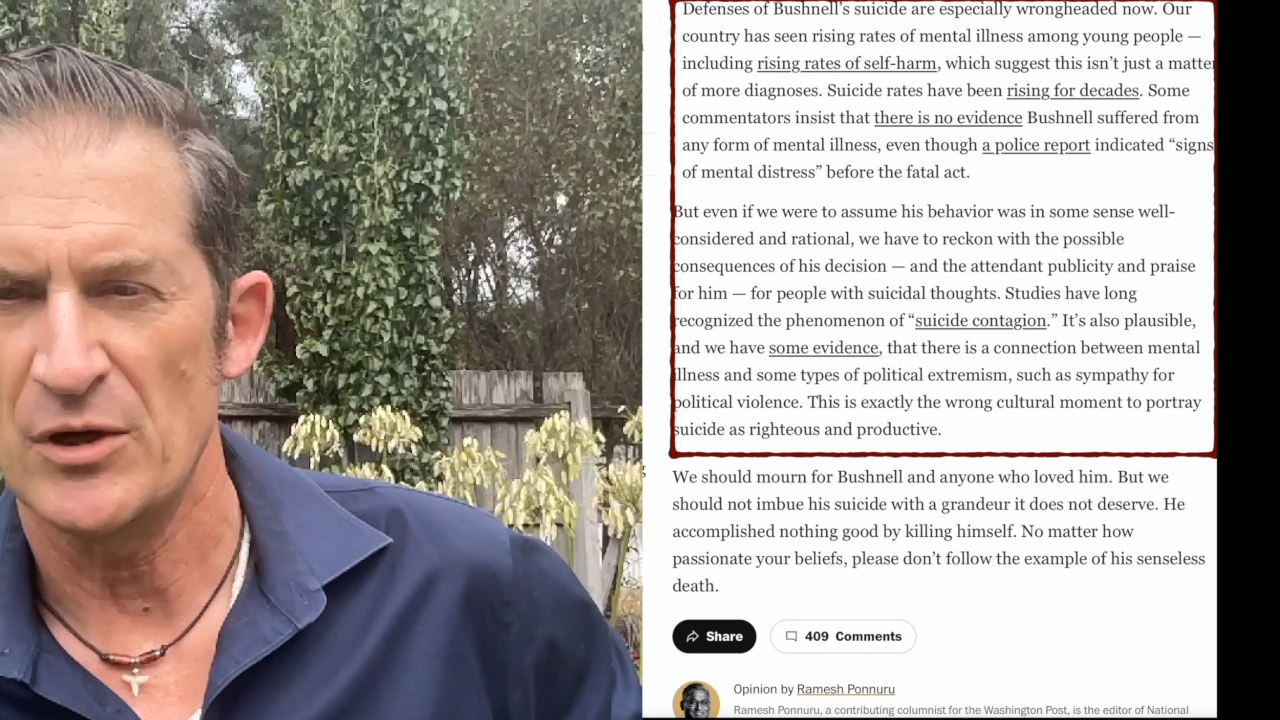 Defenses of Bushnell's suicide are especially wrongheaded now. Our
country has seen rising rates of mental illness among young people —
including rising rates of self-harm, which suggest this isn't just a matter
of more diagnoses. Suicide rates have been rising for decades. Some
commentators insist that there is no evidence Bushnell suffered from
any form of mental illness, even though a police report indicated “signs
of mental distress” before the fatal act.
But even if we were to assume his behavior was in some sense well-
considered and rational, we have to reckon with the possible
consequences of his decision — and the attendant publicity and praise
for him — for people with suicidal thoughts. Studies have long
recognized the phenomenon of “suicide contagion.” It's also plausible,
and we have some evidence, that there is a connection between mental
illness and some types of political extremism, such as sympathy for
political violence. This is exactly the wrong cultural moment to portray
suicide as righteous and productive.
We should mourn for Bushnell and anyone who loved him. But we
should not imbue his suicide with a grandeur it does not deserve. He
accomplished nothing good by killing himself. No matter how
passionate your beliefs, please don't follow the example of his senseless
death.
Share
409 Comments
Opinion by Ramesh Ponnuru
Ramesh Ponnuru, a contributing columnist for the Washington Post, is the editor of National